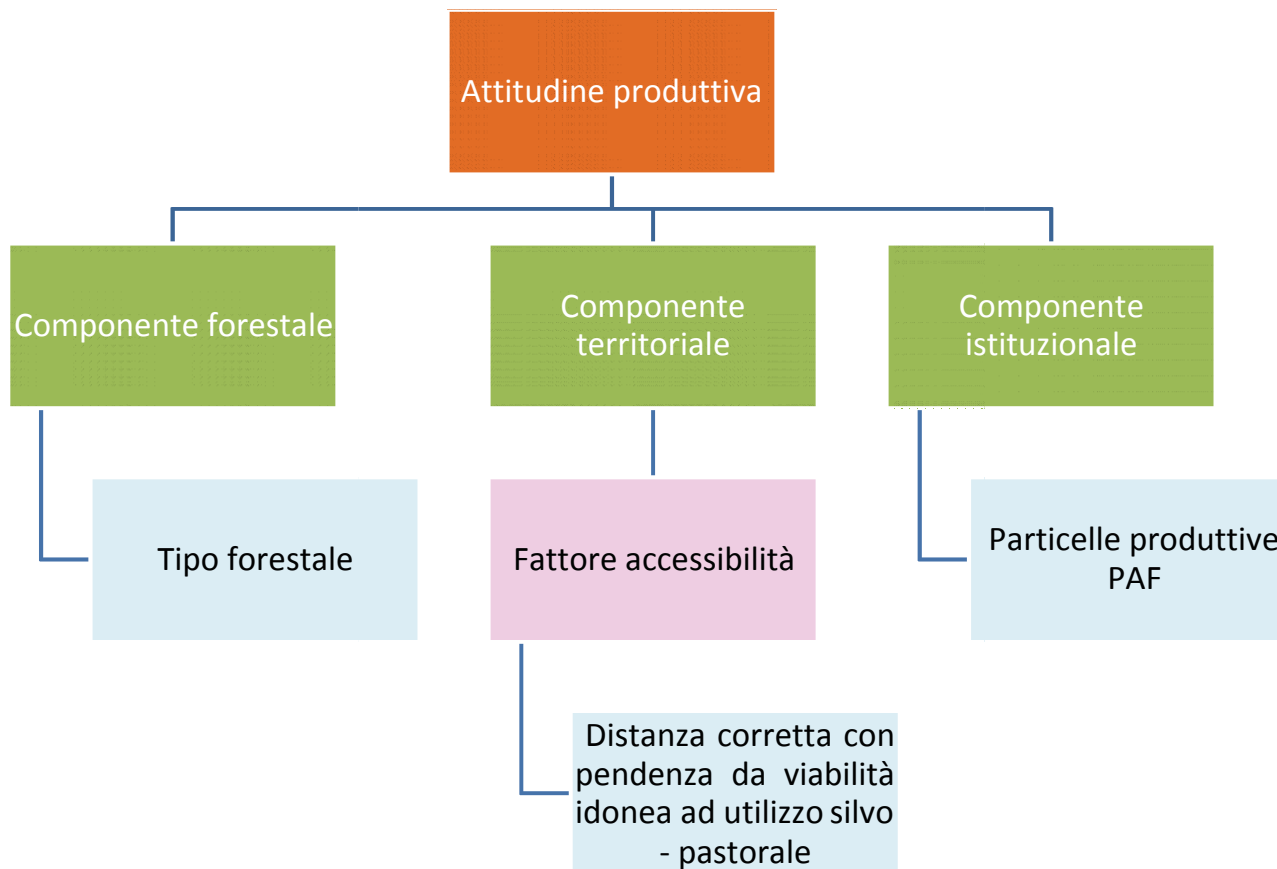 Attitudine produttiva
Componente forestale
Componente
territoriale
Componente
istituzionale
Tipo forestale
Fattore accessibilità
Particelle produttive
PAF
Distanza corretta con
pendenza da viabilità
idonea ad utilizzo silvo
- pastorale